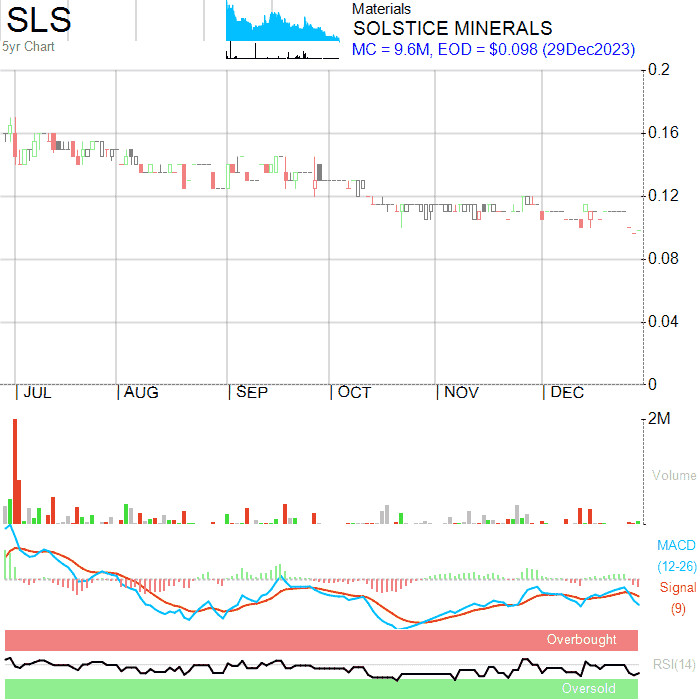 SLS
5yr Chart
Materials
SOLSTICE MINERALS
MC = 9.6M, EOD = $0.098 (29Dec2023)
0.2
0.16
0.12
0.08
0.04
0
| JUL | AUG | SEP | OCT | NOV | DEC
2M
Volume
MACD
(12-26)
Signal
(9)
Overbought
RSI(14)
Oversold